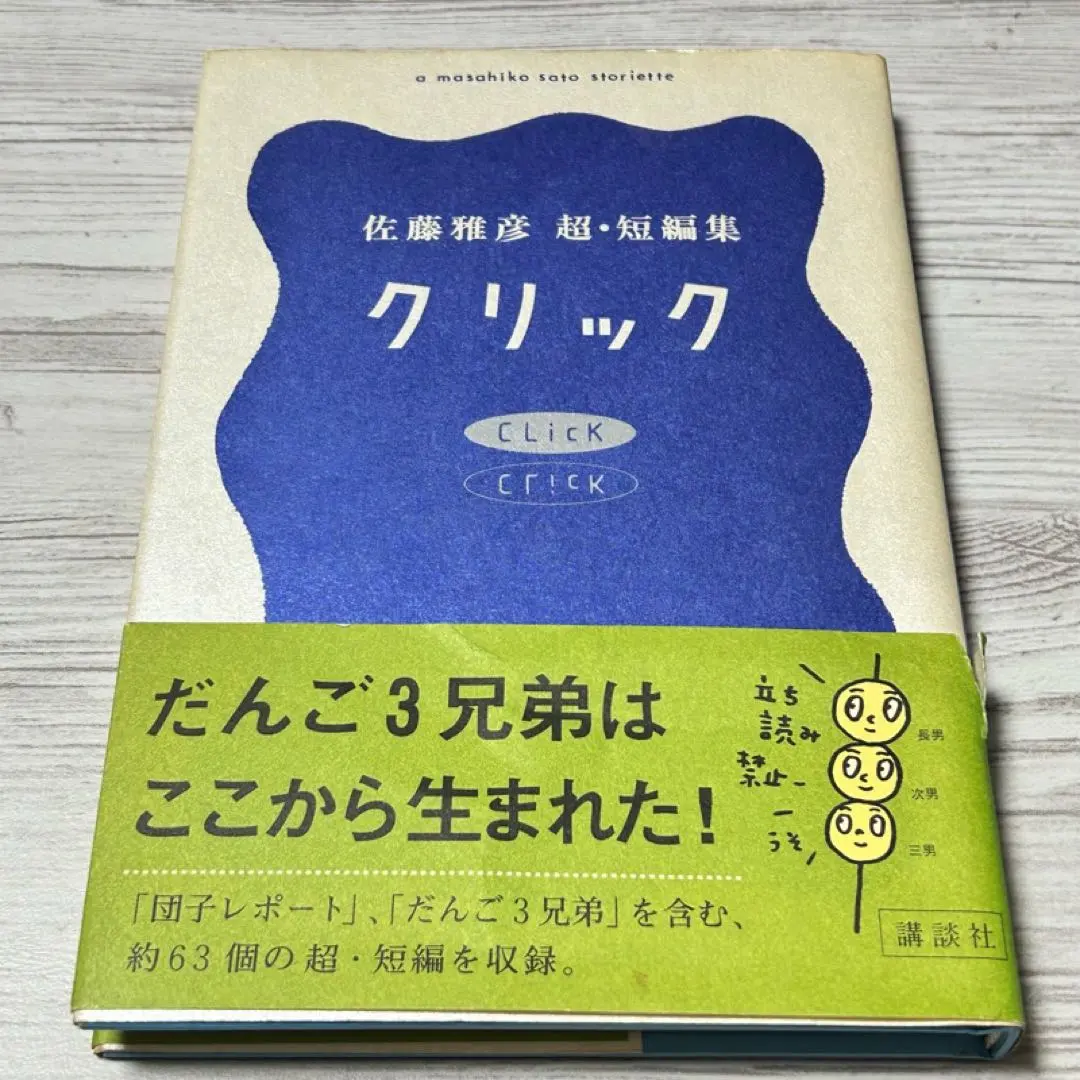 a masahiko sato storiette
佐藤雅彦 超・短編集
クリック
CLicK
CLicK
だんご3兄弟は
ここから生まれた!
立ち
読み
禁止ー
ー
うそ
長男
次男
三男
「団子レポート」、「だんご3兄弟」を含む、
約63個の超・短編を収録。
講談社